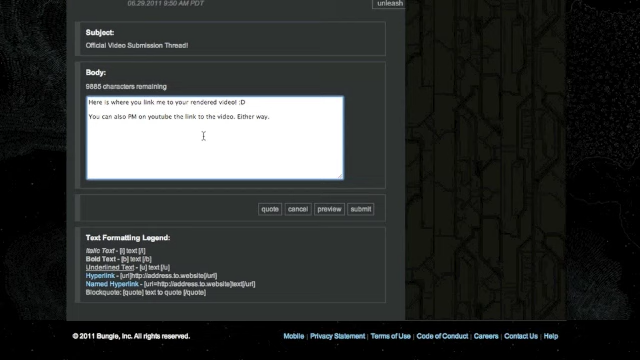 06.29.2011 9:50 AM PDT
unleash
Subject:
Official Video Submission Thread!
Body:
9886 characters remaining
Here is where you link me to your rendered video! :D
You can also PM on youtube the link to the video. Either way.
quote cancel preview submit
Text Formatting Legend:
Italic Text - [i] text [/i]
Bold Text - [b] text [/b]
Underlined Text - [u] text [/u]
Hyperlink - [url]http://address.to.website[/url]
Named Hyperlink - [url=http://address.to.website]text[/url]
Blockquote: [quote] text to quote [/quote]
© 2011 Bungie, Inc. All rights reserved.
Mobile | Privacy Statement | Terms of Use | Code of Conduct | Careers | Contact Us | Help